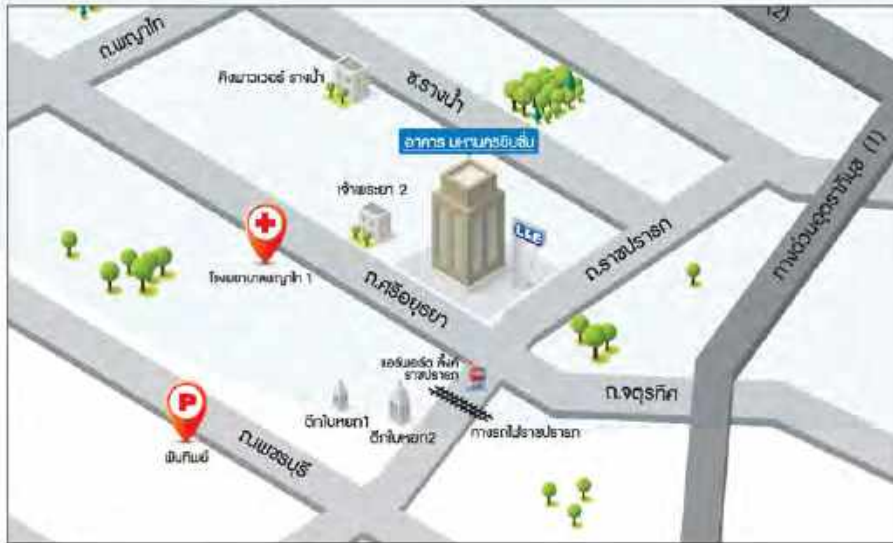 (2)
ถ.พญาไท
คิงพาวเวอร์ รางน้ำ
ซ.รางน้ำ
อาคาร มหานครยิบซั่ม
ทางด่วนอุตราภิมุข (1)
เจ้าพระยา 2
L&E
ถ.ราชปรารภ
โรงพยาบาลพญาไท 1
ถ.ศรีอยุธยา
แอร์พอร์ต ลิ้งค์
ราชปรารภ
ถ.จตุรทิศ
P
ตึกใบหยก1
ตึกใบหยก2
ทางรถไฟราชปรารภ
พันทิพย์
ถ.เพชรบุรี